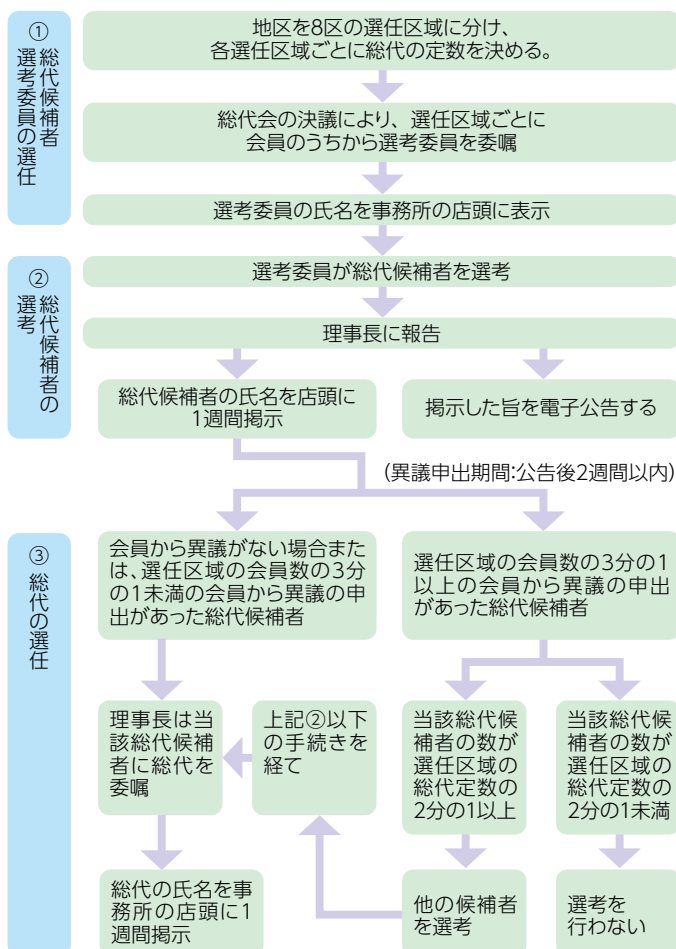 ①
総代候補者
選考委員の選任
地区を8区の選任区域に分け、
各選任区域ごとに総代の定数を決める。
総代会の決議により、選任区域ごとに
会員のうちから選考委員を委嘱
選考委員の氏名を事務所の店頭に表示
②
総代候補者の
選考
選考委員が総代候補者を選考
理事長に報告
総代候補者の氏名を店頭に
1週間掲示
掲示した旨を電子公告する
(異議申出期間:公告後2週間以内)
③
総代の選任
会員から異議がない場合また
は、選任区域の会員数の3分
の1未満の会員から異議の申
出があった総代候補者
選任区域の会員数の3分の1
以上の会員から異議の申出
があった総代候補者
理事長は当
該総代候補
者に総代を
委嘱
上記②以下
の手続きを
経て
当該総代候
補者の数が
選任区域の
総代定数の
2分の1以上
当該総代候
補者の数が
選任区域の
総代定数の
2分の1未満
総代の氏名を事
務所の店頭に1
週間掲示
他の候補者
を選考
選考を
行わない